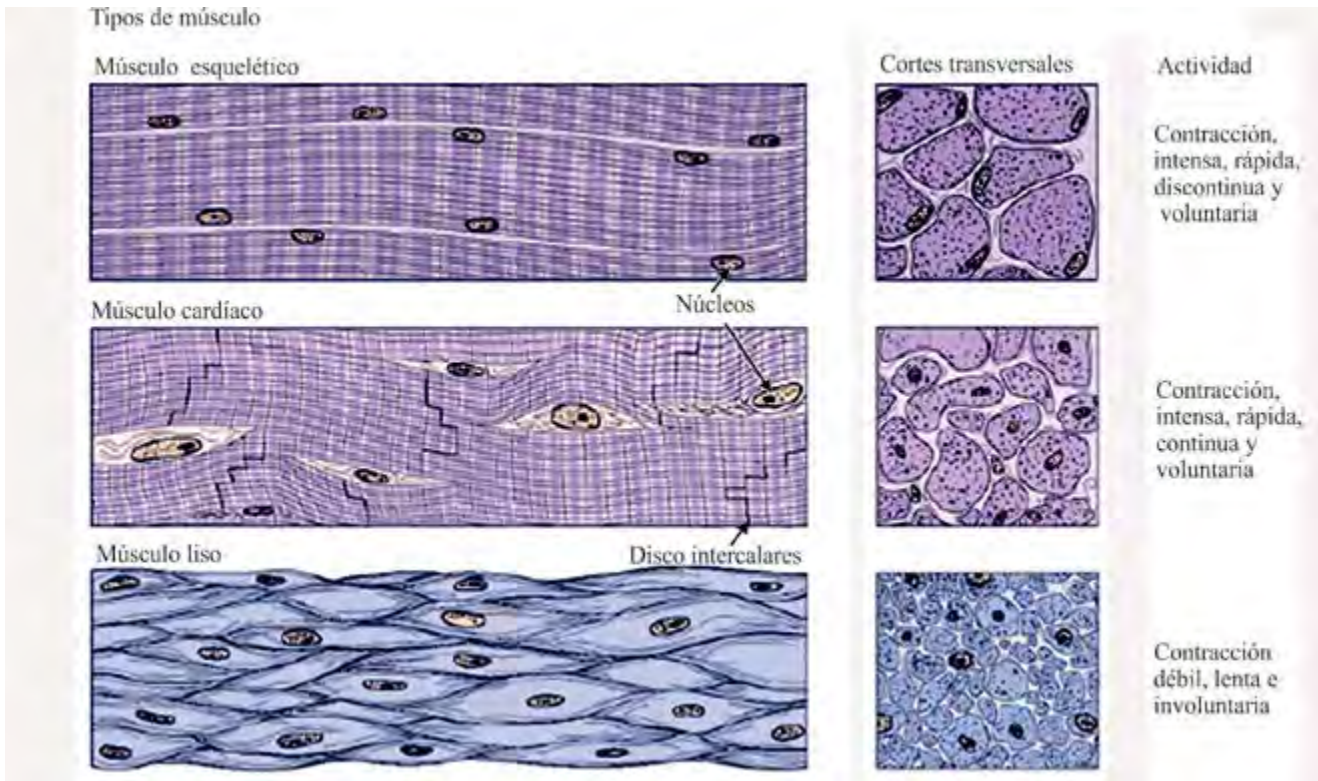 Tipos de músculo
Músculo esquelético
Cortes transversales
Actividad
Contracción,
intensa, rápida,
discontinua y
voluntaria
Núcleos
Músculo cardíaco
Contracción,
intensa, rápida,
continua y
voluntaria
Disco intercalares
Músculo liso
Contracción
débil, lenta e
involuntaria